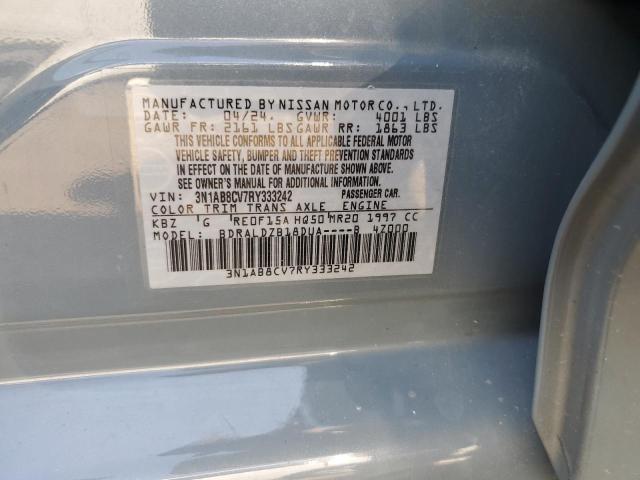 MANUFACTURED BY NISSAN MOTOR CO., LTD.
DATE: 04/24 GVWR: 4001 LBS
GAWR FR: 2161 LBS GAWR RR: 1863 LBS
THIS VEHICLE CONFORMS TO ALL APPLICABLE FEDERAL MOTOR
VEHICLE SAFETY, BUMPER AND THEFT PREVENTION STANDARDS
IN EFFECT ON THE DATE OF MANUFACTURE SHOWN ABOVE.
SEE OWNER'S MANUAL FOR ADDITIONAL INFORMATION.
VIN: 3N1AB8CV7RY333242 PASSENGER CAR.
COLOR TRIM TRANS AXLE ENGINE
KBZ G RE0F15A HQ50 MR20 1997 CC
MODEL: BDRALDZB18DUA----B 4Z000
3N1AB8CV7RY333242